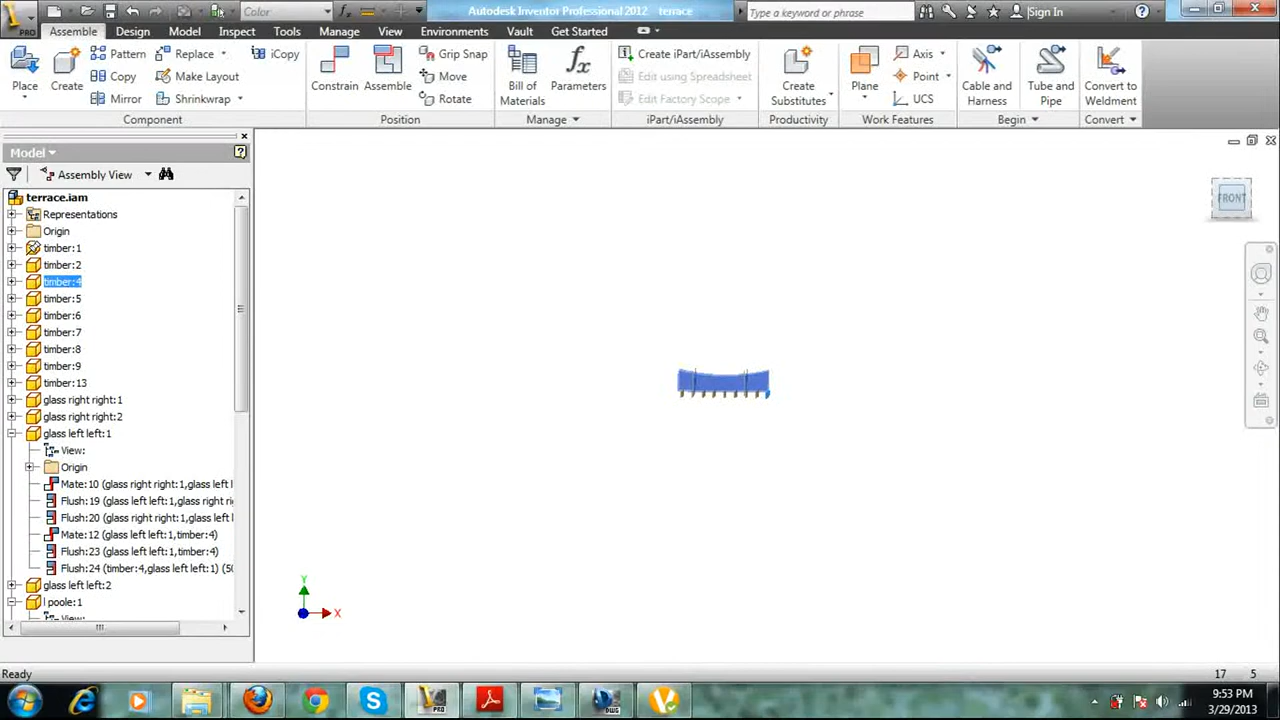 Color
Autodesk Inventor Professional 2012 terrace
Type a keyword or phrase
Sign In
PRO
Assemble Design Model Inspect Tools Manage View Environments Vault Get Started
Place
Create
Pattern
Copy
Mirror
Replace
Make Layout
Shrinkwrap
iCopy
Component
Constrain
Assemble
Grip Snap
Move
Rotate
Position
Bill of Materials
Parameters
Manage
Create iPart/iAssembly
Edit using Spreadsheet
Edit Factory Scope
iPart/iAssembly
Create Substitutes
Productivity
Plane
Axis
Point
UCS
Work Features
Cable and Harness
Tube and Pipe
Begin
Convert to Weldment
Convert
Model
Assembly View
terrace.iam
Representations
Origin
timber:1
timber:2
timber:4
timber:5
timber:6
timber:7
timber:8
timber:9
timber:13
glass right right:1
glass right right:2
glass left left:1
View:
Origin
Mate:10 (glass right right:1,glass left l
Flush:19 (glass left left:1,glass right ri
Flush:20 (glass right right:1,glass left l
Mate:12 (glass left left:1,timber:4)
Flush:23 (glass left left:1,timber:4)
Flush:24 (timber:4,glass left left:1) (50
glass left left:2
l poole:1
View:
FRONT
Y
X
Ready
17 5
PRO
DWG
9:53 PM
3/29/2013